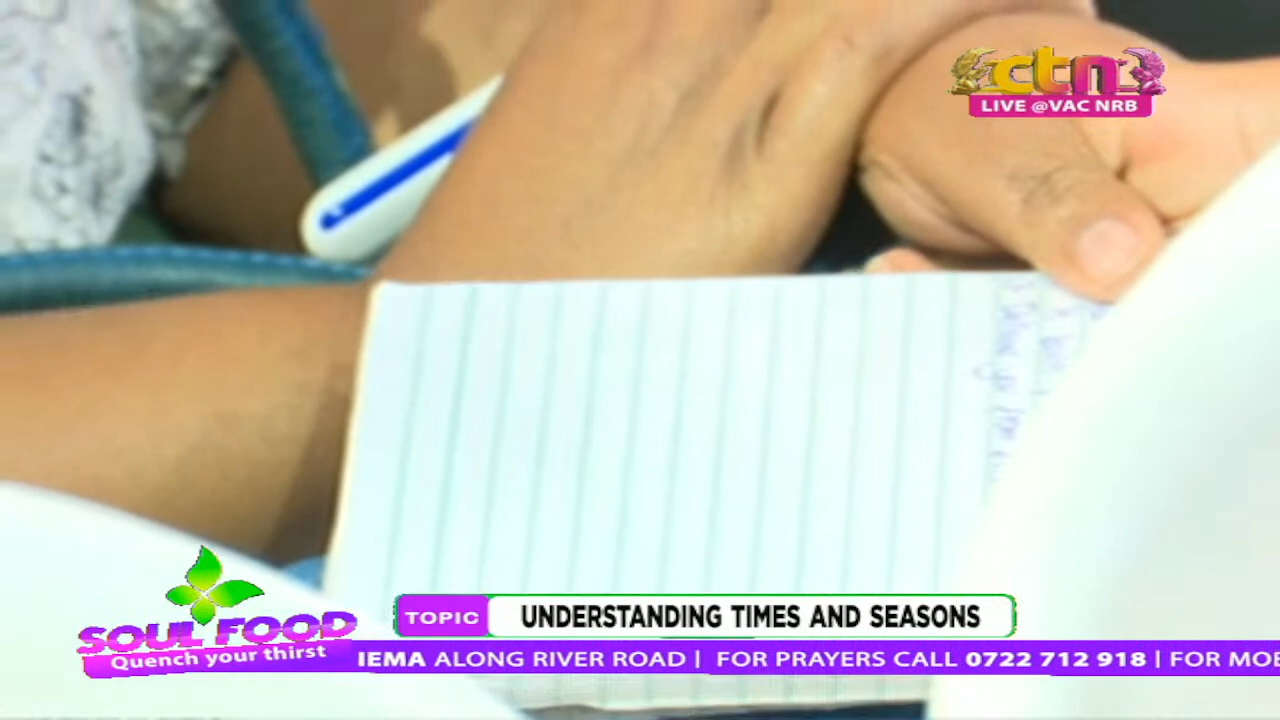 ctn
LIVE @VAC NRB
TOPIC
UNDERSTANDING TIMES AND SEASONS
SOUL FOOD
Quench your thirst
IEMA ALONG RIVER ROAD | FOR PRAYERS CALL 0722 712 918 | FOR MOB